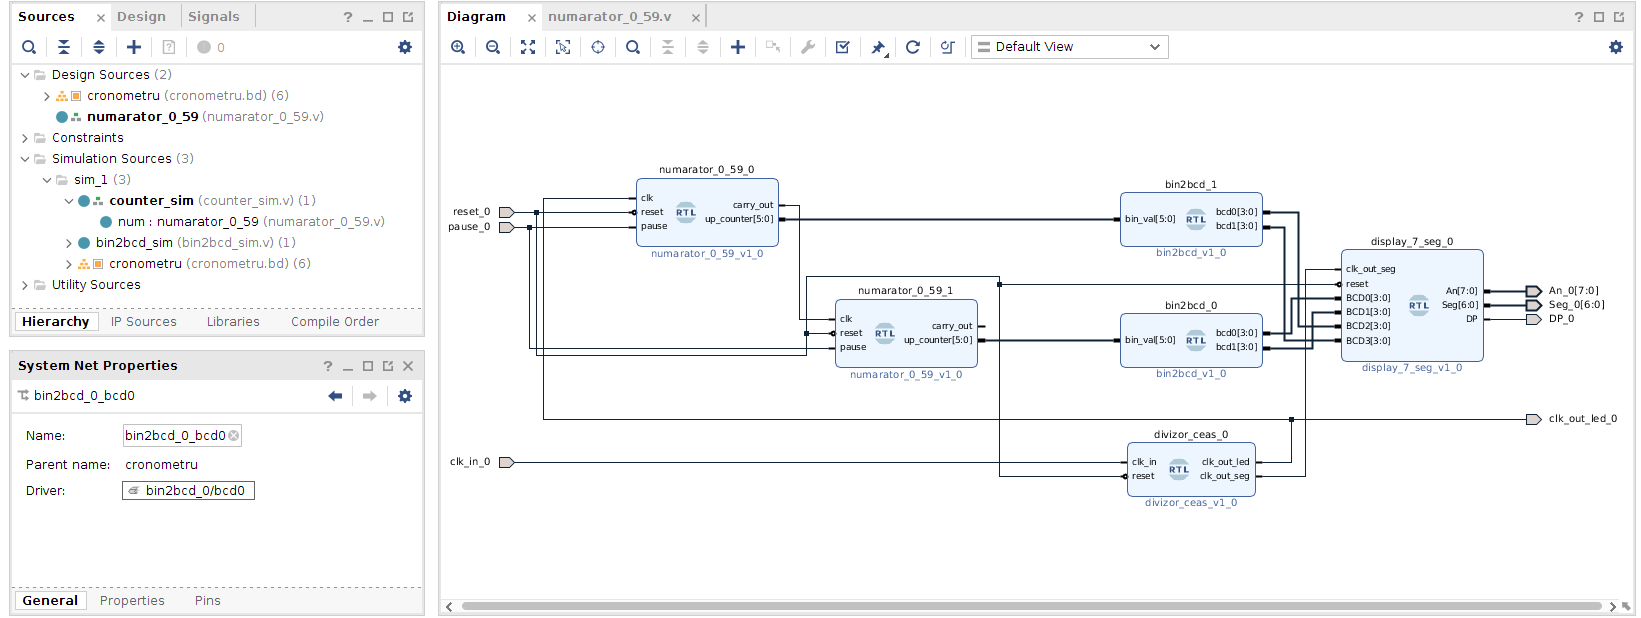 Sources × Design Signals
0
Design Sources (2)
cronometru (cronometru.bd) (6)
numarator_0_59 (numarator_0_59.v)
Constraints
Simulation Sources (3)
sim_1 (3)
counter_sim (counter_sim.v) (1)
num : numarator_0_59 (numarator_0_59.v)
bin2bcd_sim (bin2bcd_sim.v) (1)
cronometru (cronometru.bd) (6)
Utility Sources
Hierarchy IP Sources Libraries Compile Order
System Net Properties
bin2bcd_0_bcd0
Name: bin2bcd_0_bcd0
Parent name: cronometru
Driver: bin2bcd_0/bcd0
General Properties Pins
Diagram × numarator_0_59.v ×
Default View
reset_0
pause_0
clk_in_0
numarator_0_59_0
clk
reset
pause
RTL
carry_out
up_counter[5:0]
numarator_0_59_v1_0
numarator_0_59_1
clk
reset
pause
RTL
carry_out
up_counter[5:0]
numarator_0_59_v1_0
bin2bcd_1
bin_val[5:0]
RTL
bcd0[3:0]
bcd1[3:0]
bin2bcd_v1_0
bin2bcd_0
bin_val[5:0]
RTL
bcd0[3:0]
bcd1[3:0]
bin2bcd_v1_0
divizor_ceas_0
clk_in
reset
RTL
clk_out_led
clk_out_seg
divizor_ceas_v1_0
display_7_seg_0
clk_out_seg
reset
BCD0[3:0]
BCD1[3:0]
BCD2[3:0]
BCD3[3:0]
RTL
An[7:0]
Seg[6:0]
DP
display_7_seg_v1_0
An_0[7:0]
Seg_0[6:0]
DP_0
clk_out_led_0